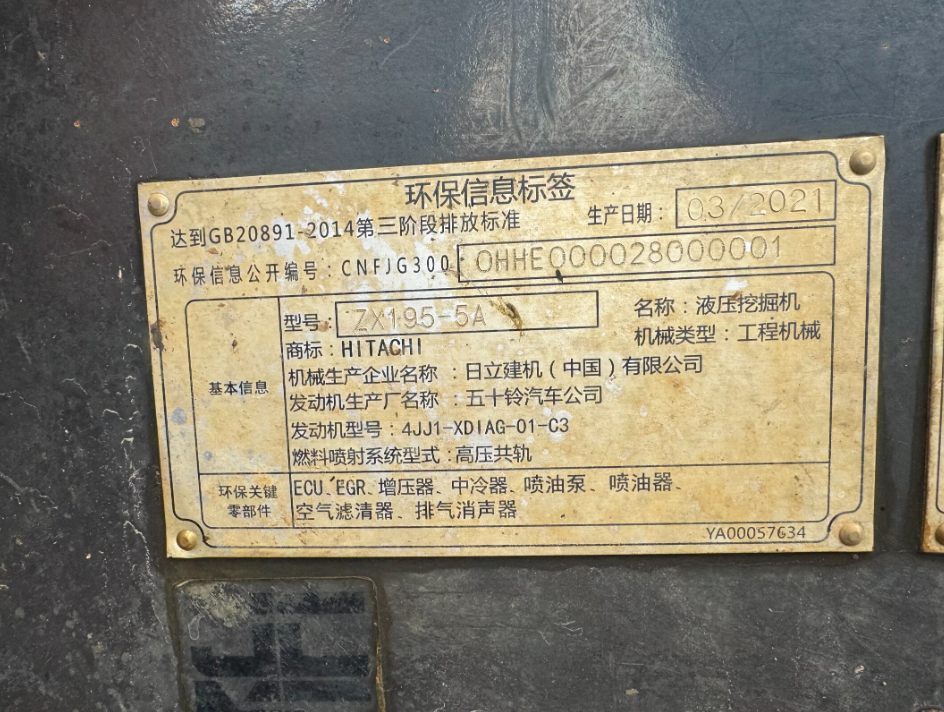 环保信息标签
达到GB20891-2014第三阶段排放标准 生产日期: 03/2021
环保信息公开编号: CNFJG300 OHHE000028000001
基本信息
型号: ZX195-5A 名称: 液压挖掘机
商标: HITACHI 机械类型: 工程机械
机械生产企业名称: 日立建机(中国)有限公司
发动机生产厂名称: 五十铃汽车公司
发动机型号: 4JJ1-XDIAG-01-C3
燃料喷射系统型式: 高压共轨
环保关键零部件
ECU、EGR、增压器、中冷器、喷油泵、喷油器、
空气滤清器、排气消声器
YA00057634